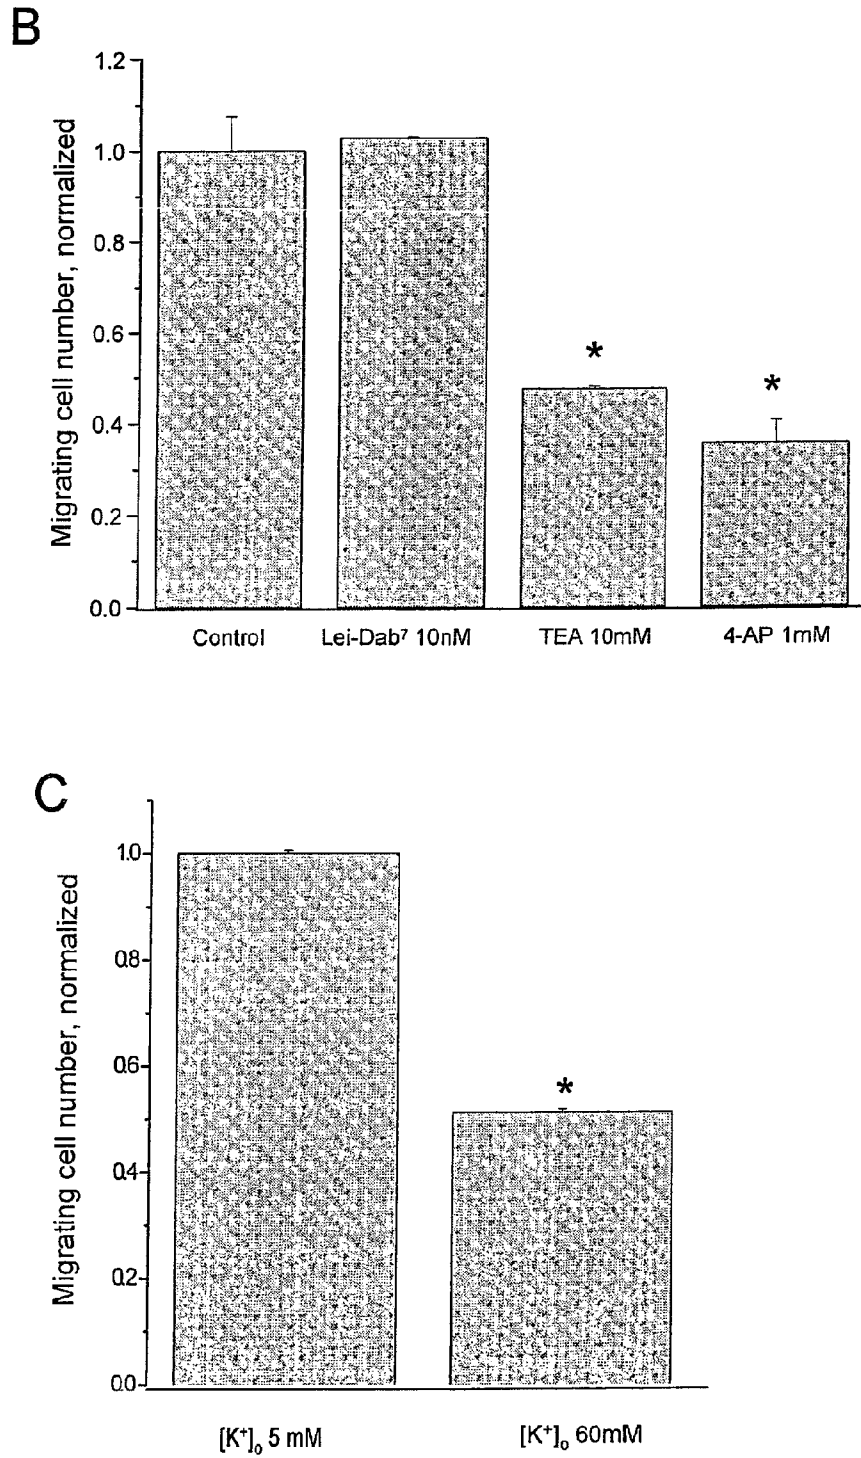 B
Migrating cell number, normalized
1.2
1.0
0.8
0.6
0.4
0.2
0.0
*
*
Control
Lei-Dab⁷ 10nM
TEA 10mM
4-AP 1mM
C
Migrating cell number, normalized
1.0
0.8
0.6
0.4
0.2
0.0
*
[K⁺]₀ 5 mM
[K⁺]₀ 60mM